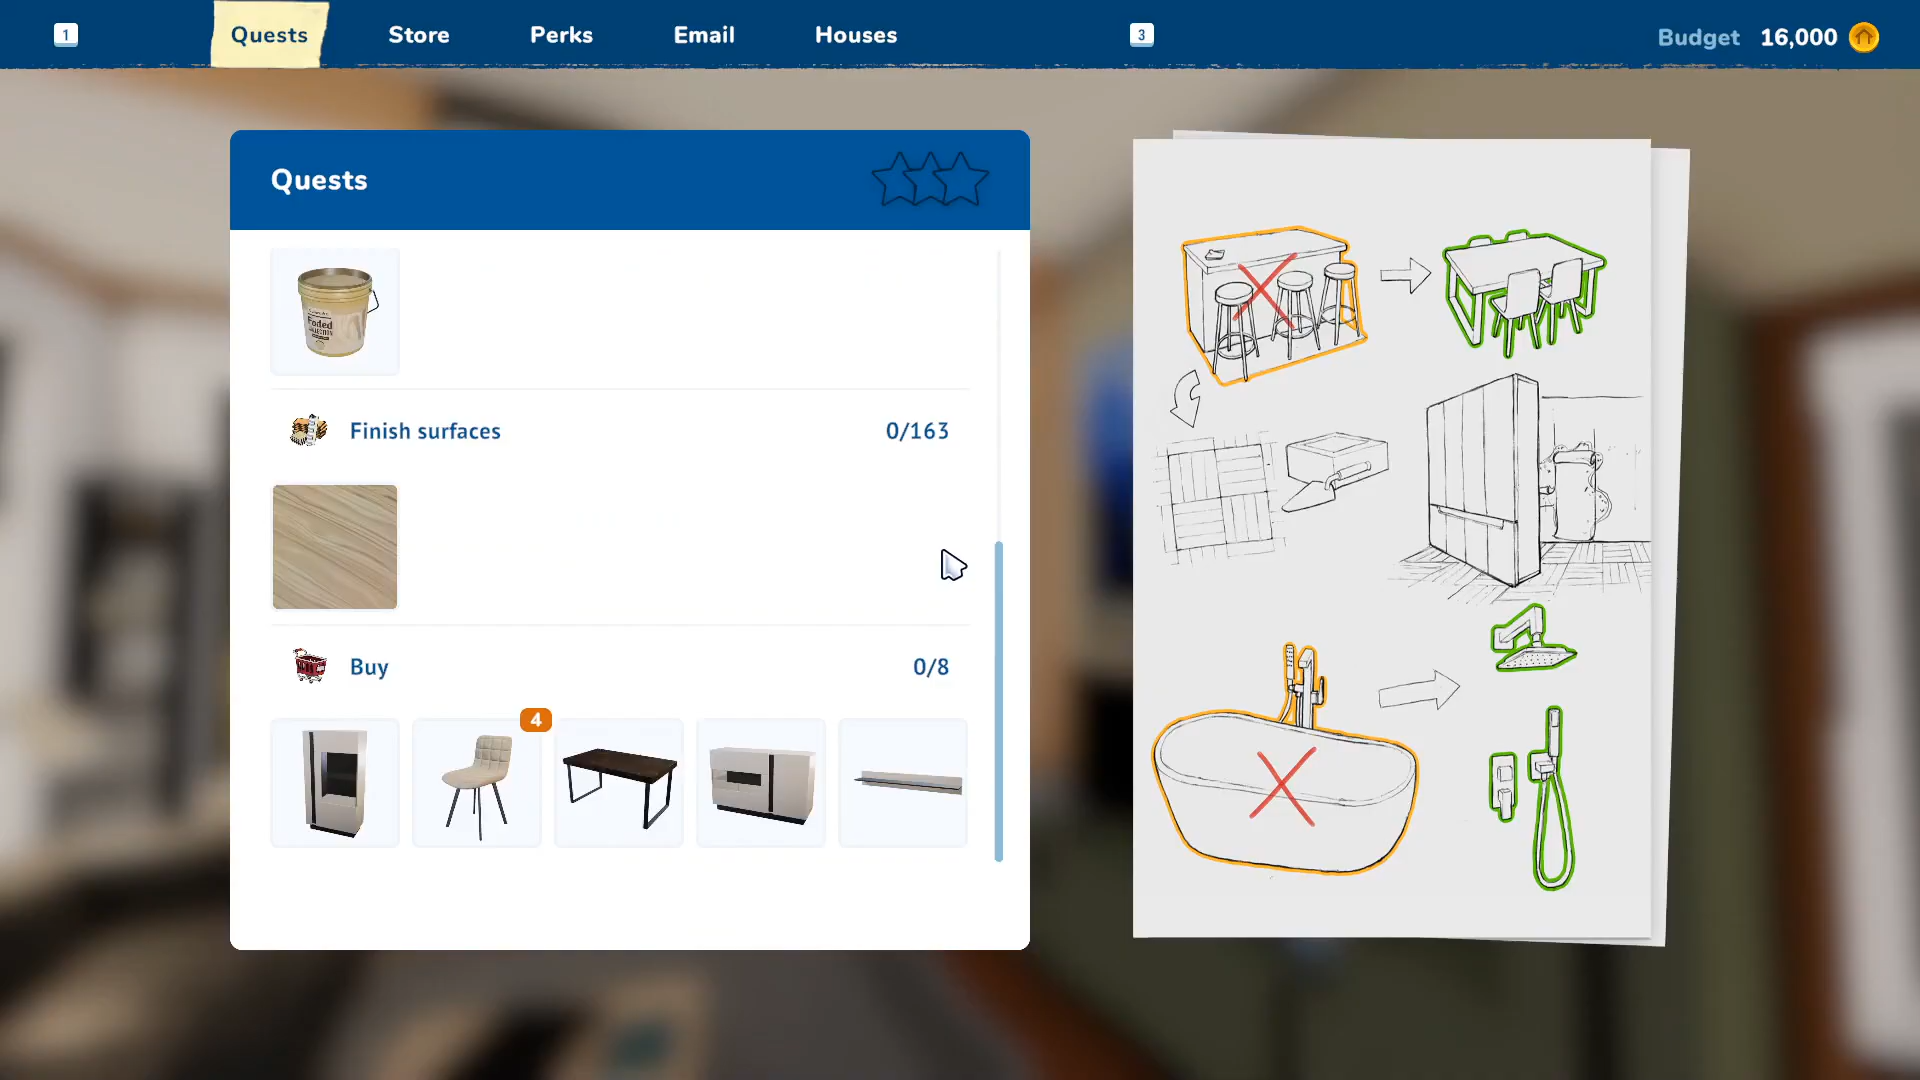 1
Quests
Store
Perks
Email
Houses
3
Budget 16,000
Quests
Faded
Finish surfaces
0/163
Buy
0/8
4